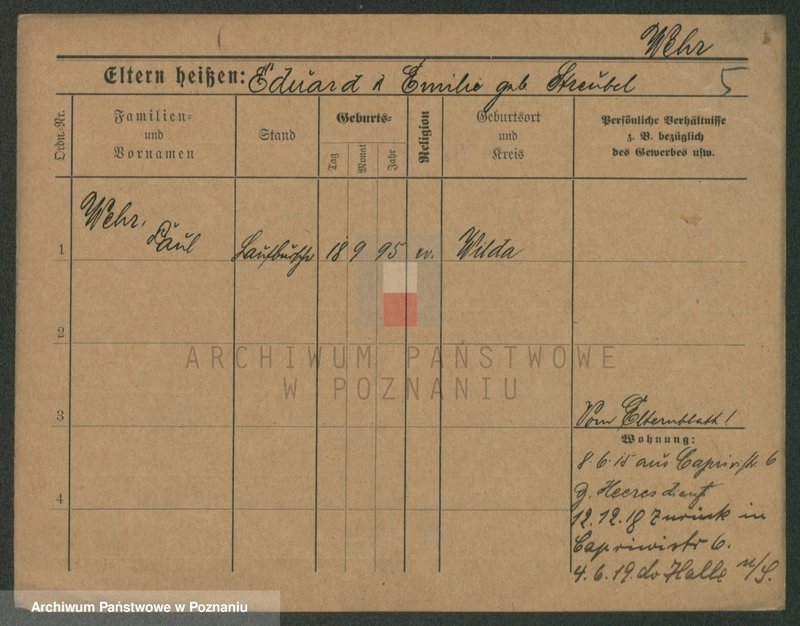 Wehr
Eltern heißen: Eduard u Emilie geb Streubel 5
Ordn-Nr.
Familien-
und
Vornamen
Stand
Geburts-
Tag
Monat
Jahr
Religion
Geburtsort
und
Kreis
Persönliche Verhältnisse
z. B. bezüglich
des Gewerbes usw.
1
Wehr,
Paul
Laufbursche 18 9 95 ev. Wilda
2
ARCHIWUM PAŃSTWOWE
W POZNANIU
3
Vom Elternblatt!
Wohnung:
8.6.15 aus Caprivistr. 6
z. Heeresdienst
4
12.12.18 zurück in
Caprivistr 6.
4.6.19. do Halle a/S.
Archiwum Państwowe w Poznaniu